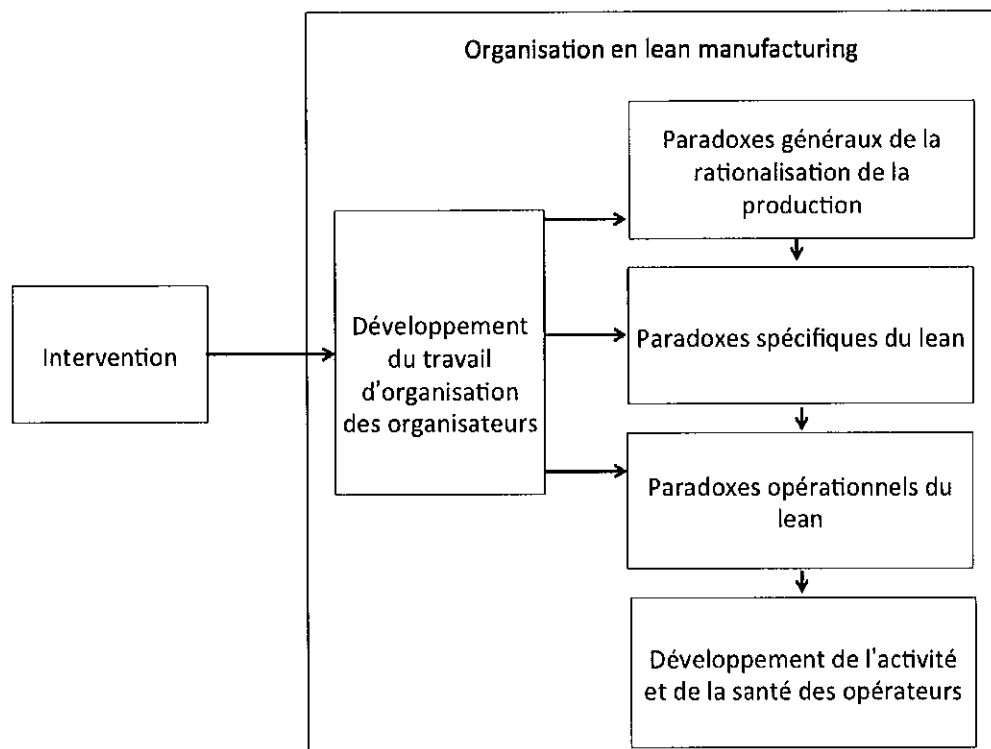 Organisation en lean manufacturing
Paradoxes généraux de la
rationalisation de la
production
Intervention
Développement
du travail
d'organisation
des organisateurs
Paradoxes spécifiques du lean
Paradoxes opérationnels du
lean
Développement de l'activité
et de la santé des opérateurs